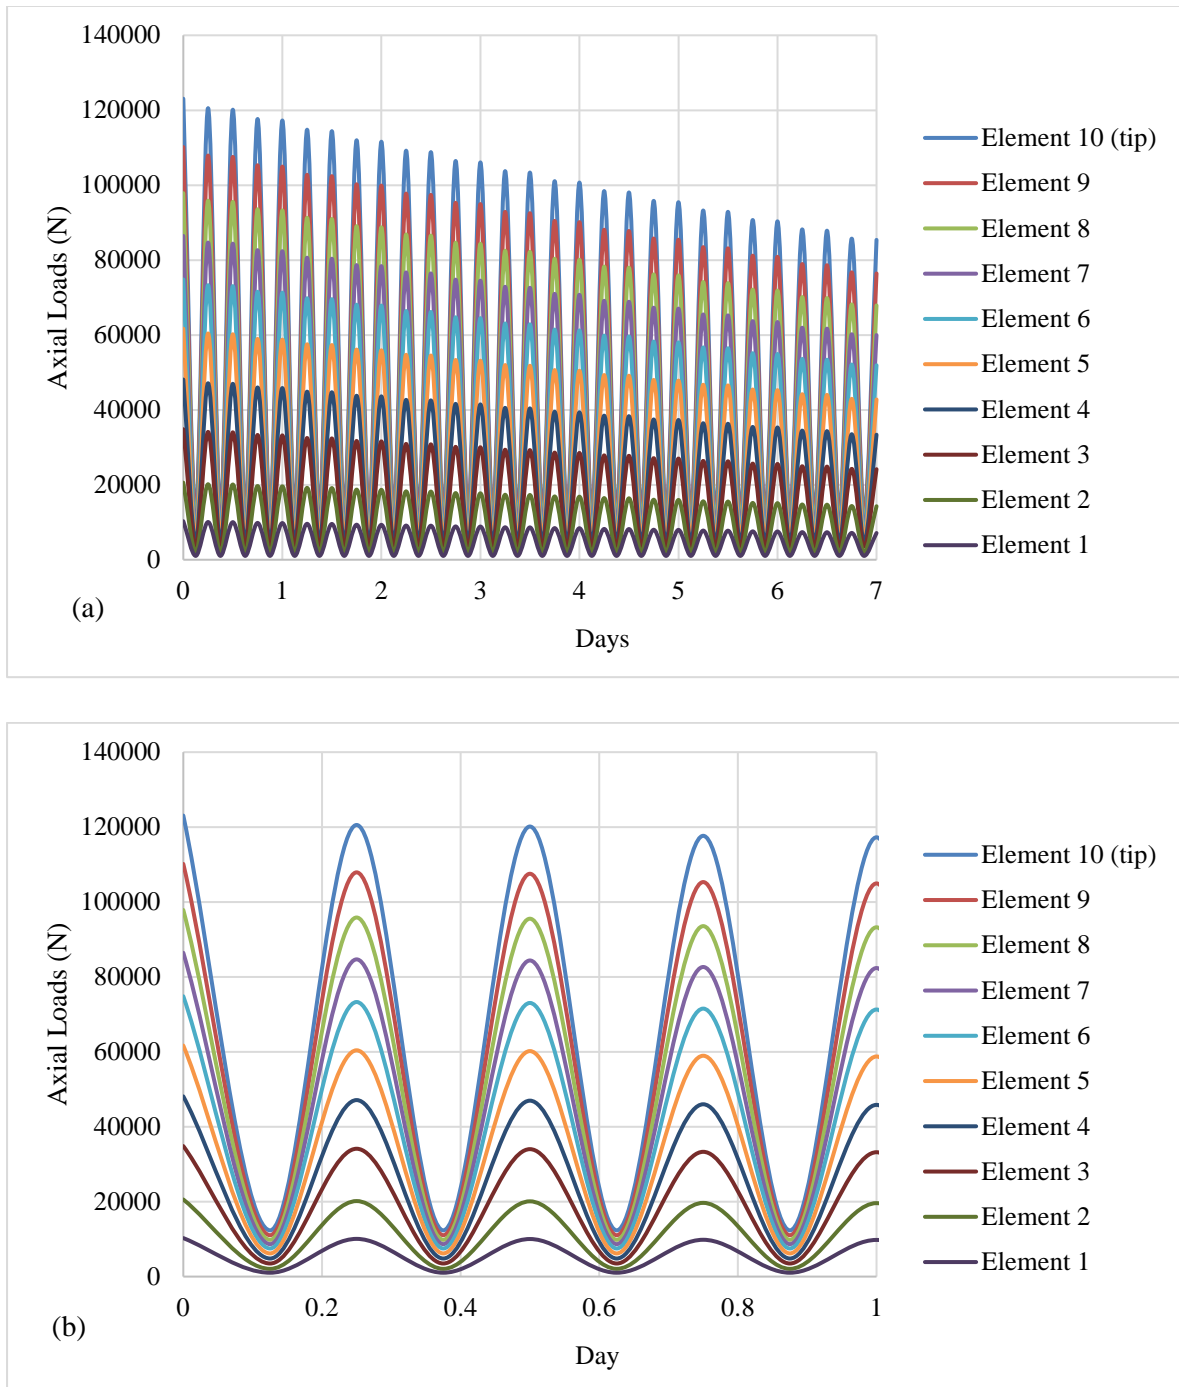 140000
120000
100000
80000
60000
40000
20000
0
Axial Loads (N)
0 1 2 3 4 5 6 7
Days
(a)
Element 10 (tip)
Element 9
Element 8
Element 7
Element 6
Element 5
Element 4
Element 3
Element 2
Element 1
140000
120000
100000
80000
60000
40000
20000
0
Axial Loads (N)
0 0.2 0.4 0.6 0.8 1
Day
(b)
Element 10 (tip)
Element 9
Element 8
Element 7
Element 6
Element 5
Element 4
Element 3
Element 2
Element 1